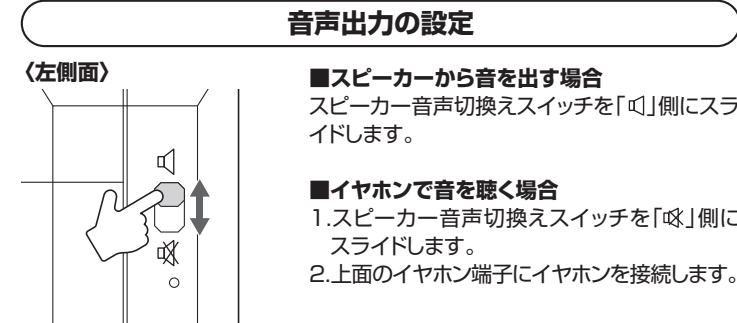 音声出力の設定
〈左側面〉
■スピーカーから音を出す場合
スピーカー音声切換えスイッチを「🔈」側にスラ
イドします。
■イヤホンで音を聴く場合
1.スピーカー音声切換えスイッチを「🔇」側に
スライドします。
2.上面のイヤホン端子にイヤホンを接続します。